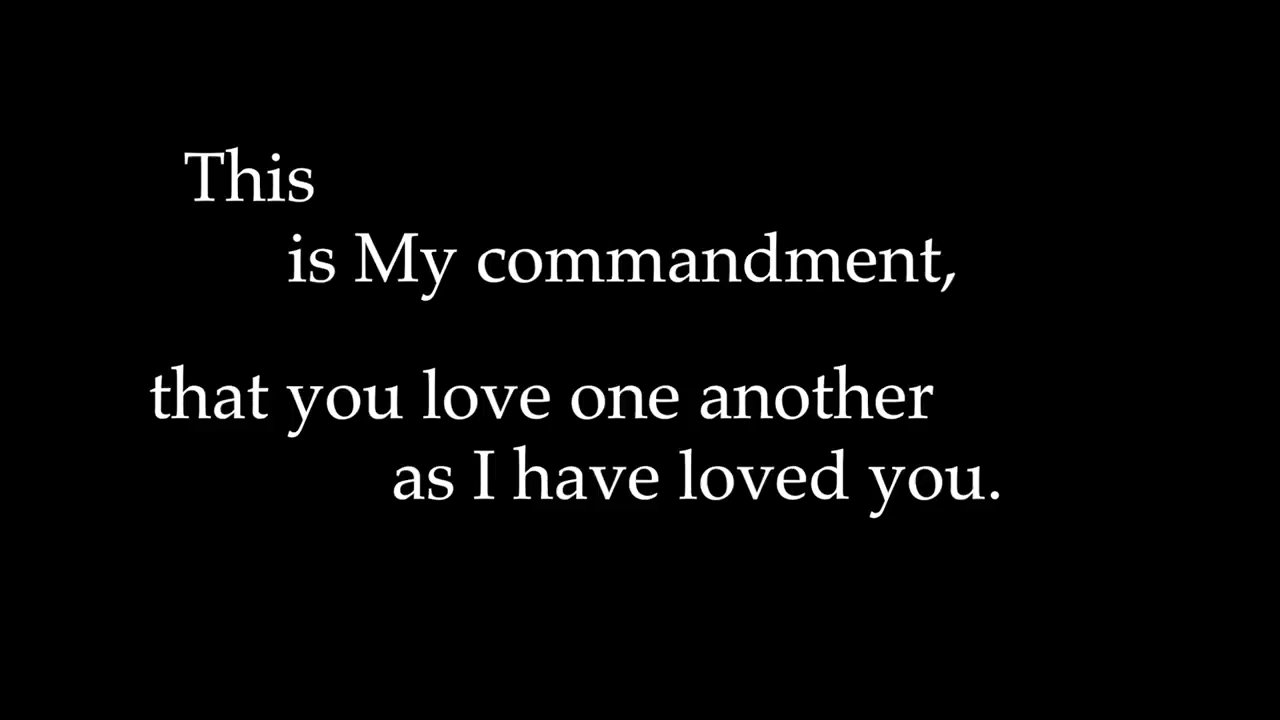 This
is My commandment,
that you love one another
as I have loved you.